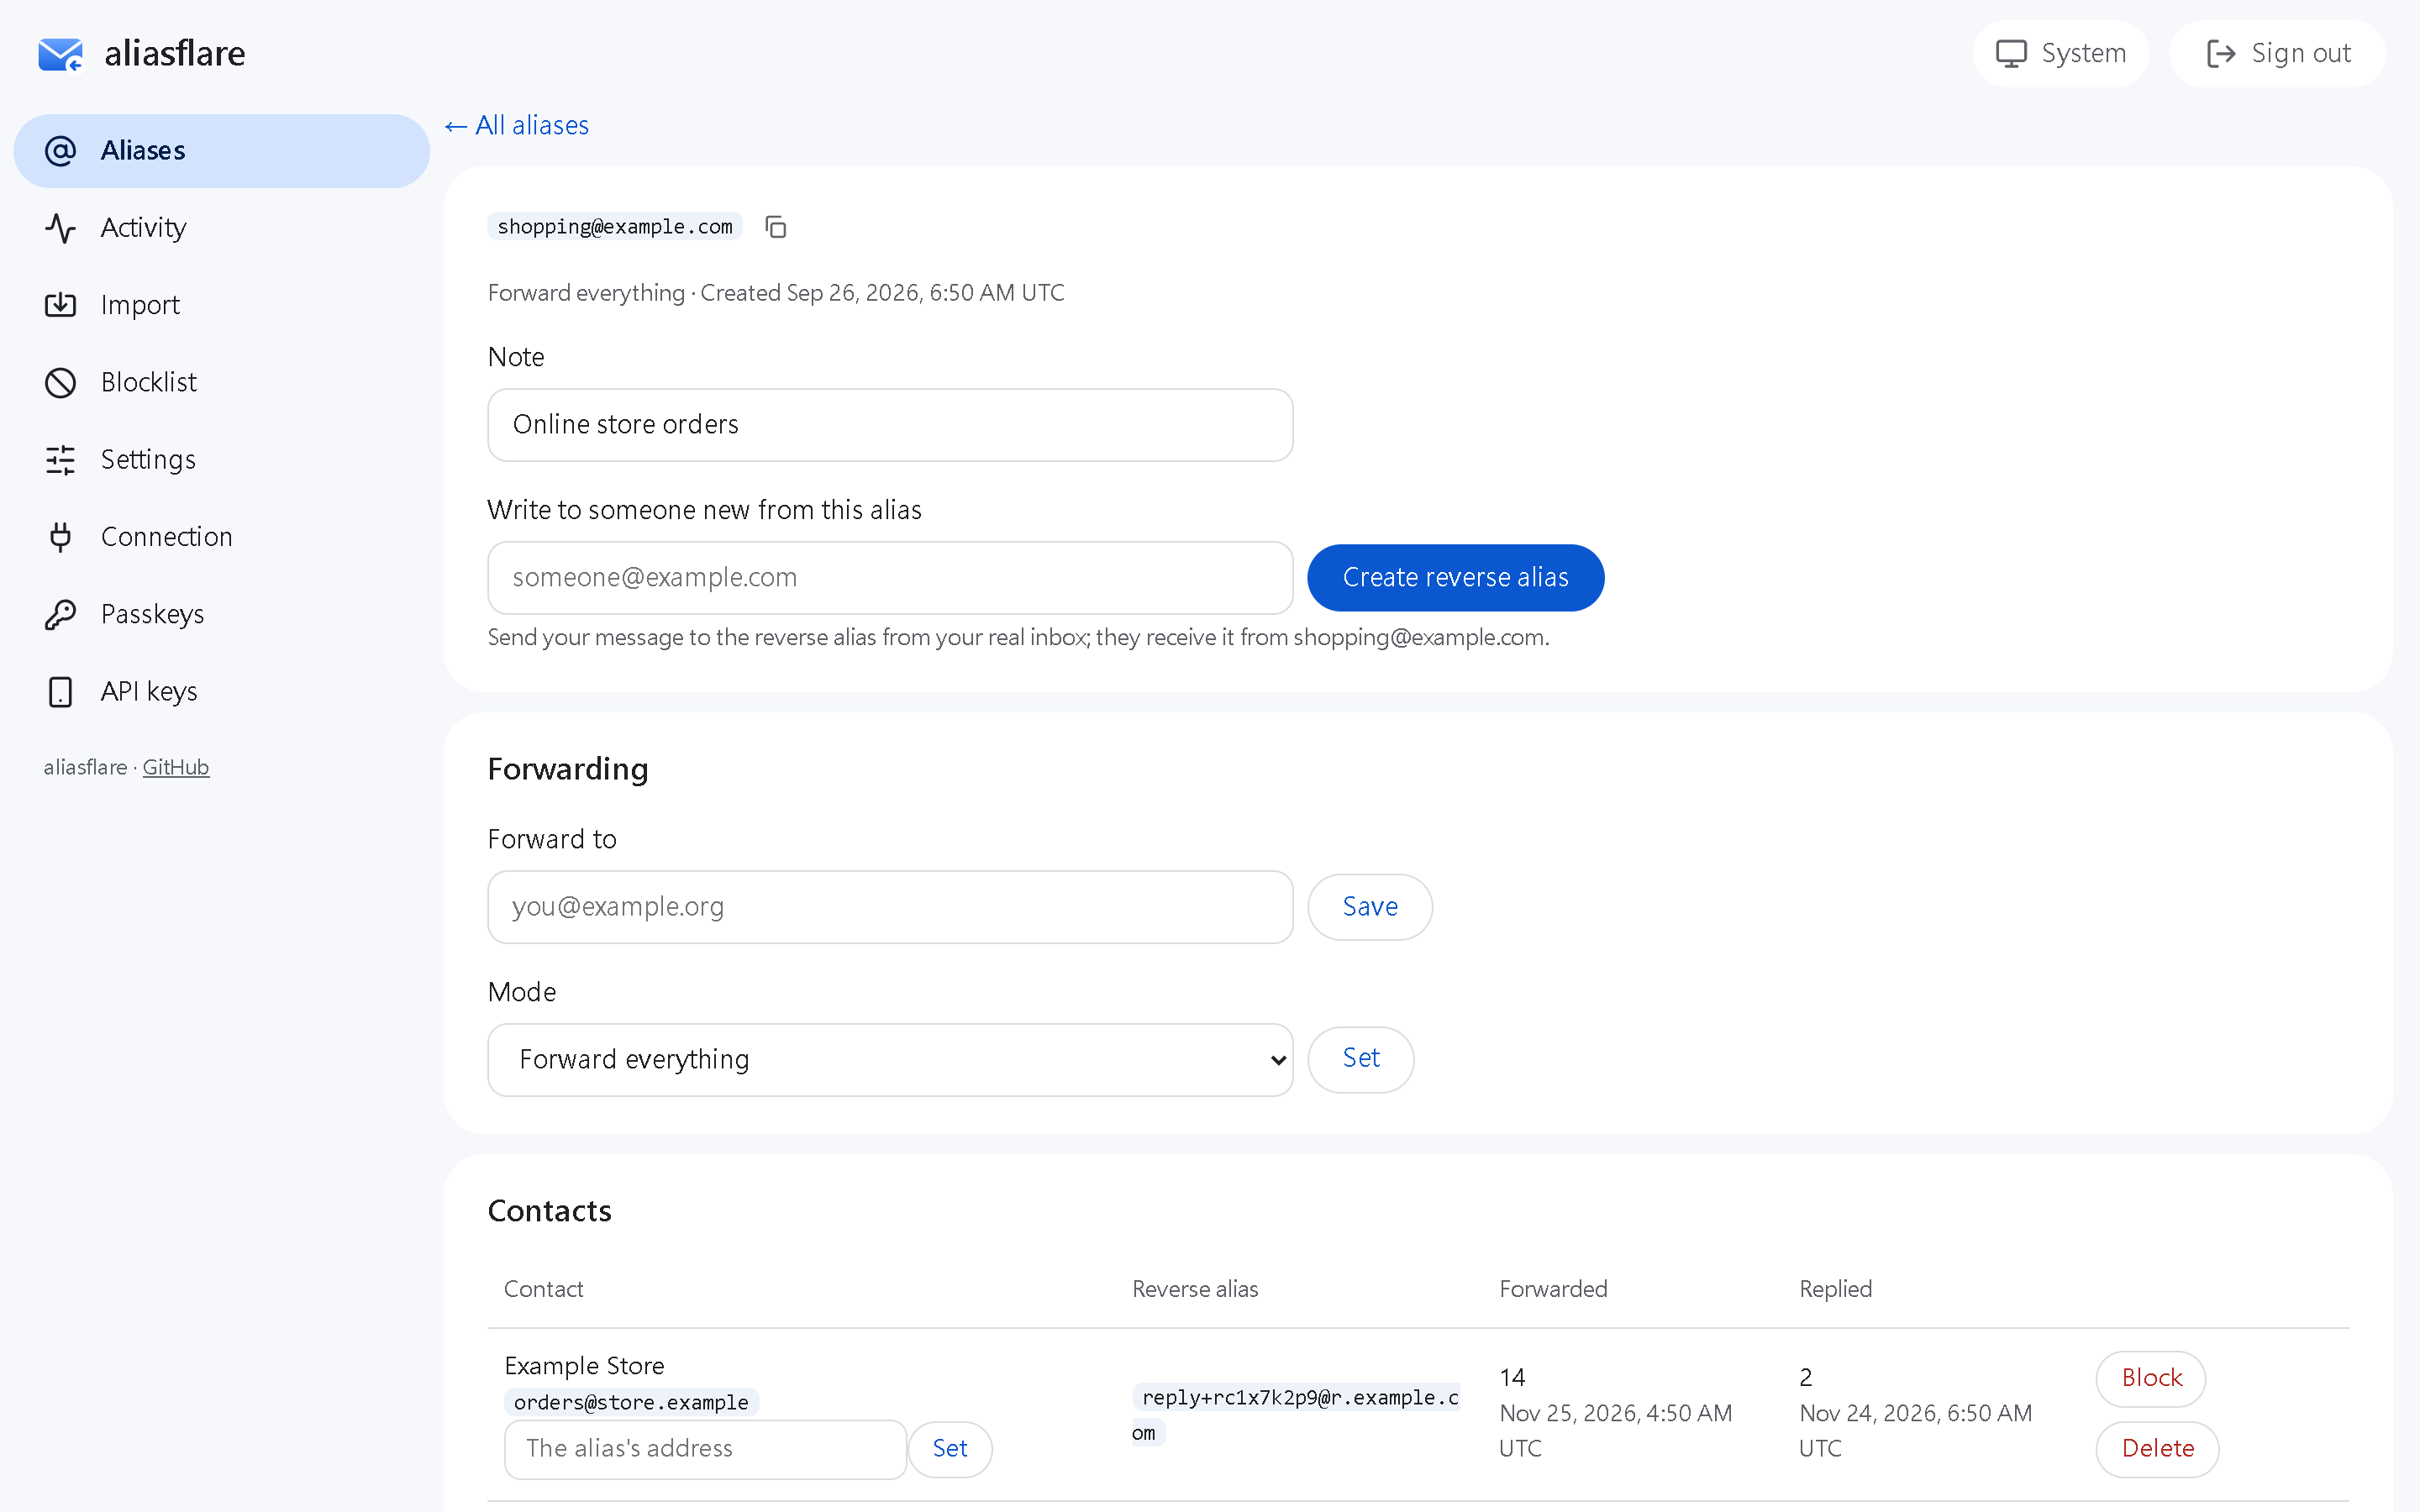 aliasflare
System
Sign out
Aliases
Activity
Import
Blocklist
Settings
Connection
Passkeys
API keys
aliasflare · GitHub
← All aliases
shopping@example.com
Forward everything · Created Sep 26, 2026, 6:50 AM UTC
Note
Online store orders
Write to someone new from this alias
someone@example.com
Create reverse alias
Send your message to the reverse alias from your real inbox; they receive it from shopping@example.com.
Forwarding
Forward to
you@example.org
Save
Mode
Forward everything
Set
Contacts
Contact
Reverse alias
Forwarded
Replied
Example Store
orders@store.example
The alias's address
Set
reply+rc1x7k2p9@r.example.c
om
14
Nov 25, 2026, 4:50 AM
UTC
2
Nov 24, 2026, 6:50 AM
UTC
Block
Delete